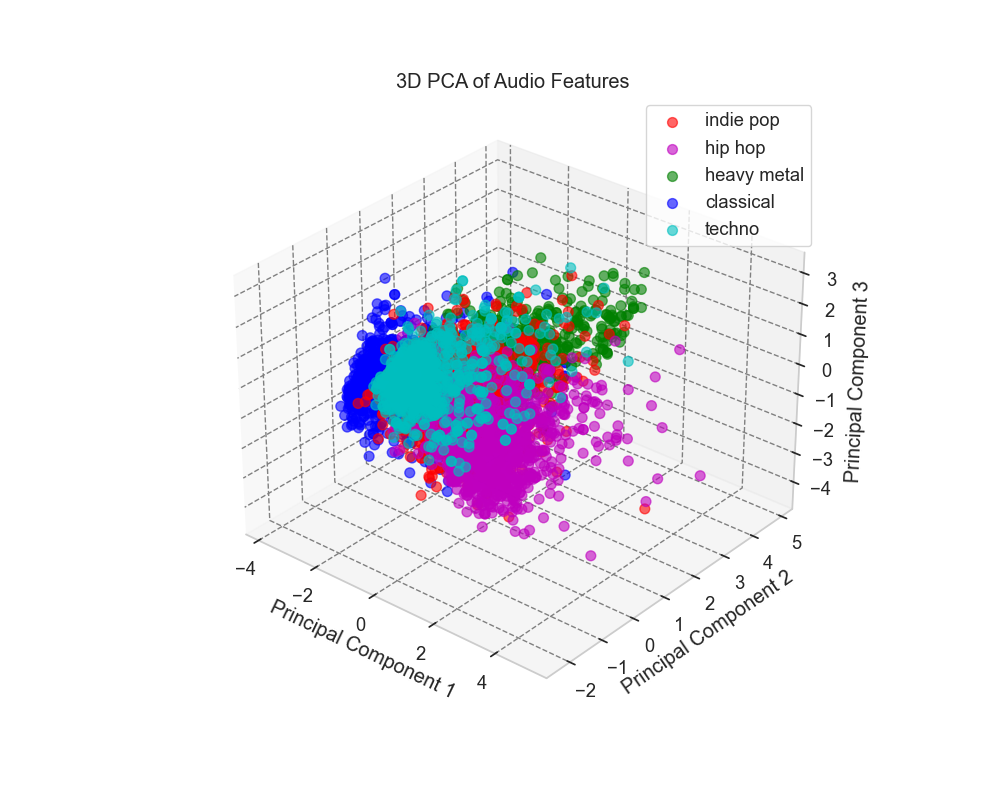 3D PCA of Audio Features
indie pop
hip hop
heavy metal
classical
techno
3
2
1
0
−1
−2
−3
−4
Principal Component 3
−4
−2
0
2
4
Principal Component 1
−2
−1
0
1
2
3
4
5
Principal Component 2